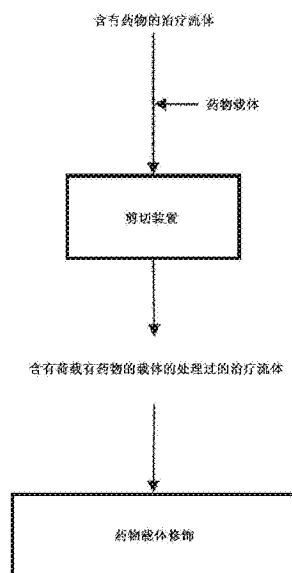 含有药物的治疗流体
药物载体
剪切装置
含有荷载有药物的载体的处理过的治疗流体
药物载体修饰